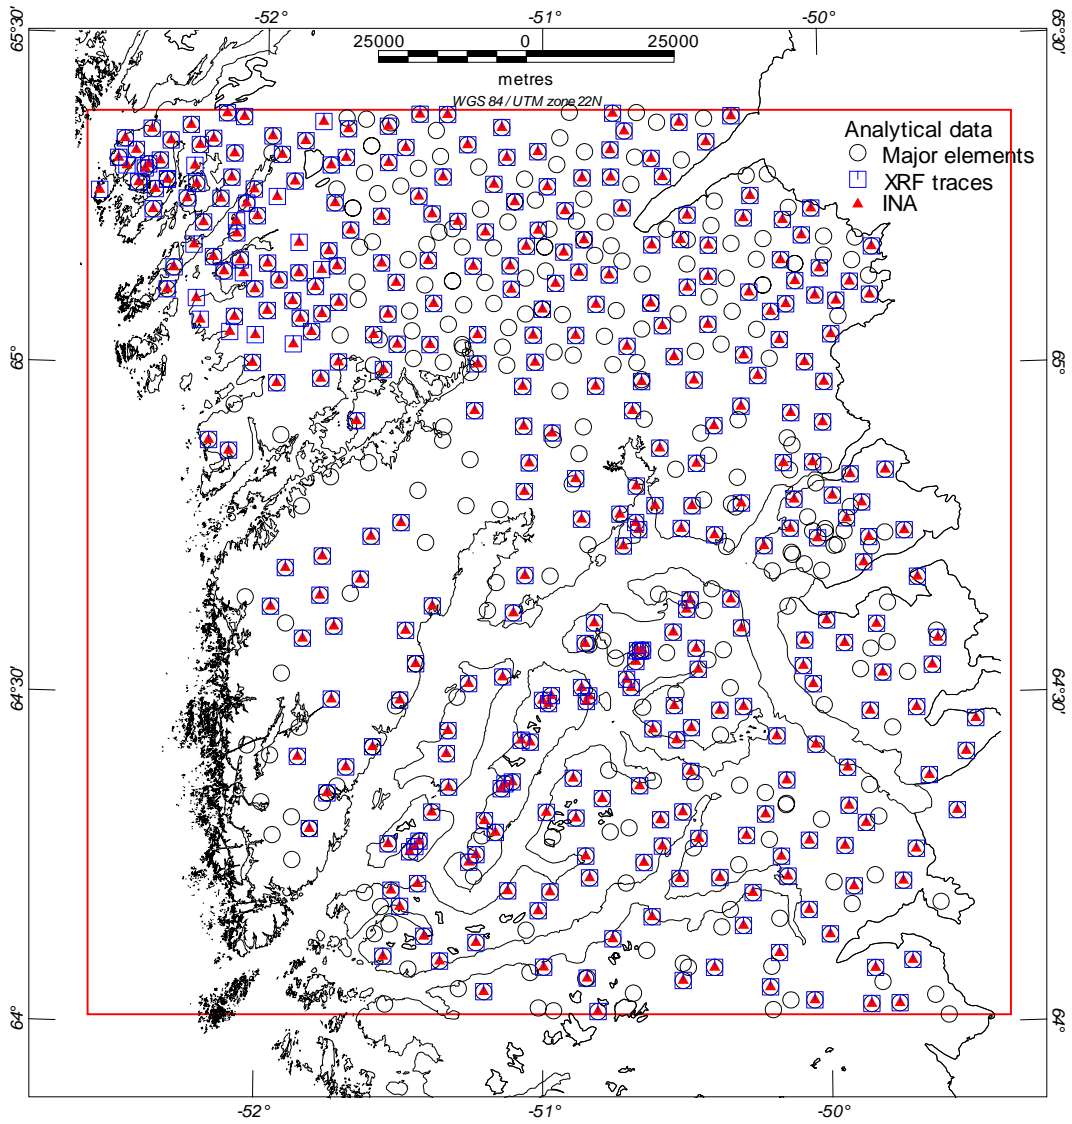 -52° -51° -50°
65°30' 65°30'
25000 0 25000
metres
WGS 84 / UTM zone 22N
Analytical data
Major elements
XRF traces
INA
65° 65°
64°30' 64°30'
64° 64°
-52° -51° -50°